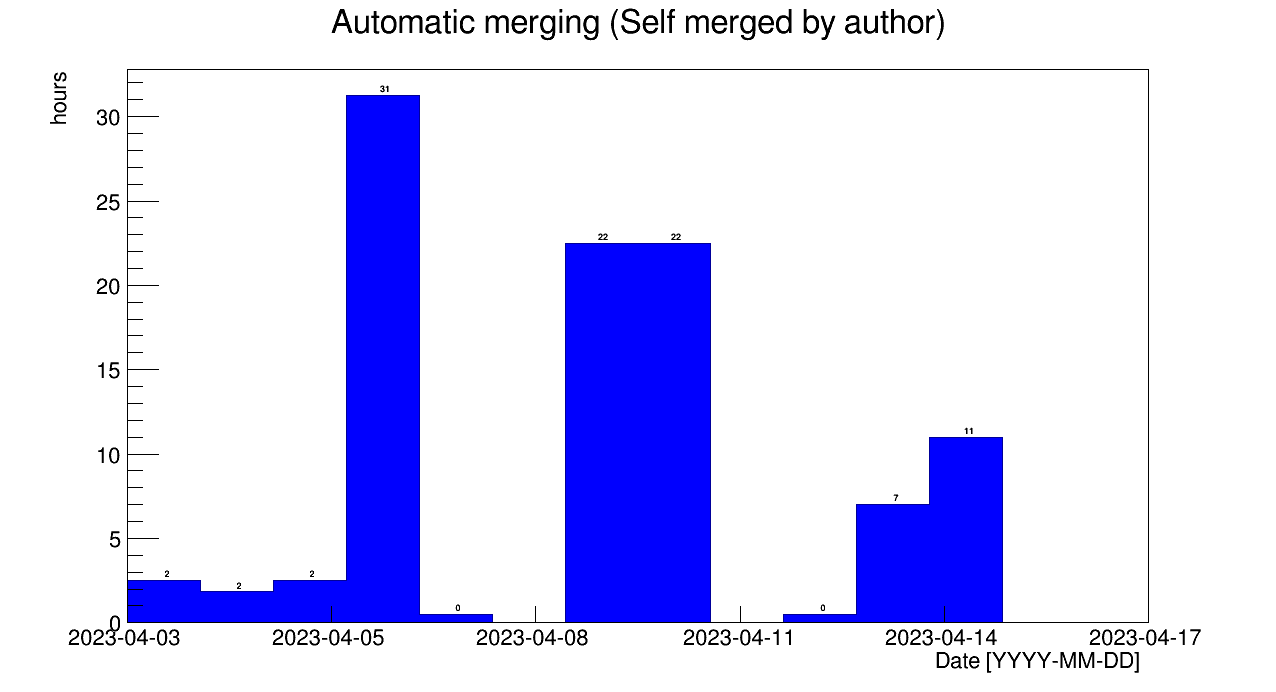 Automatic merging (Self merged by author)
hours
30
25
20
15
10
5
0
31
22 22
11
7
2 2 2
0 0
2023-04-03 2023-04-05 2023-04-08 2023-04-11 2023-04-14 2023-04-17
Date [YYYY-MM-DD]